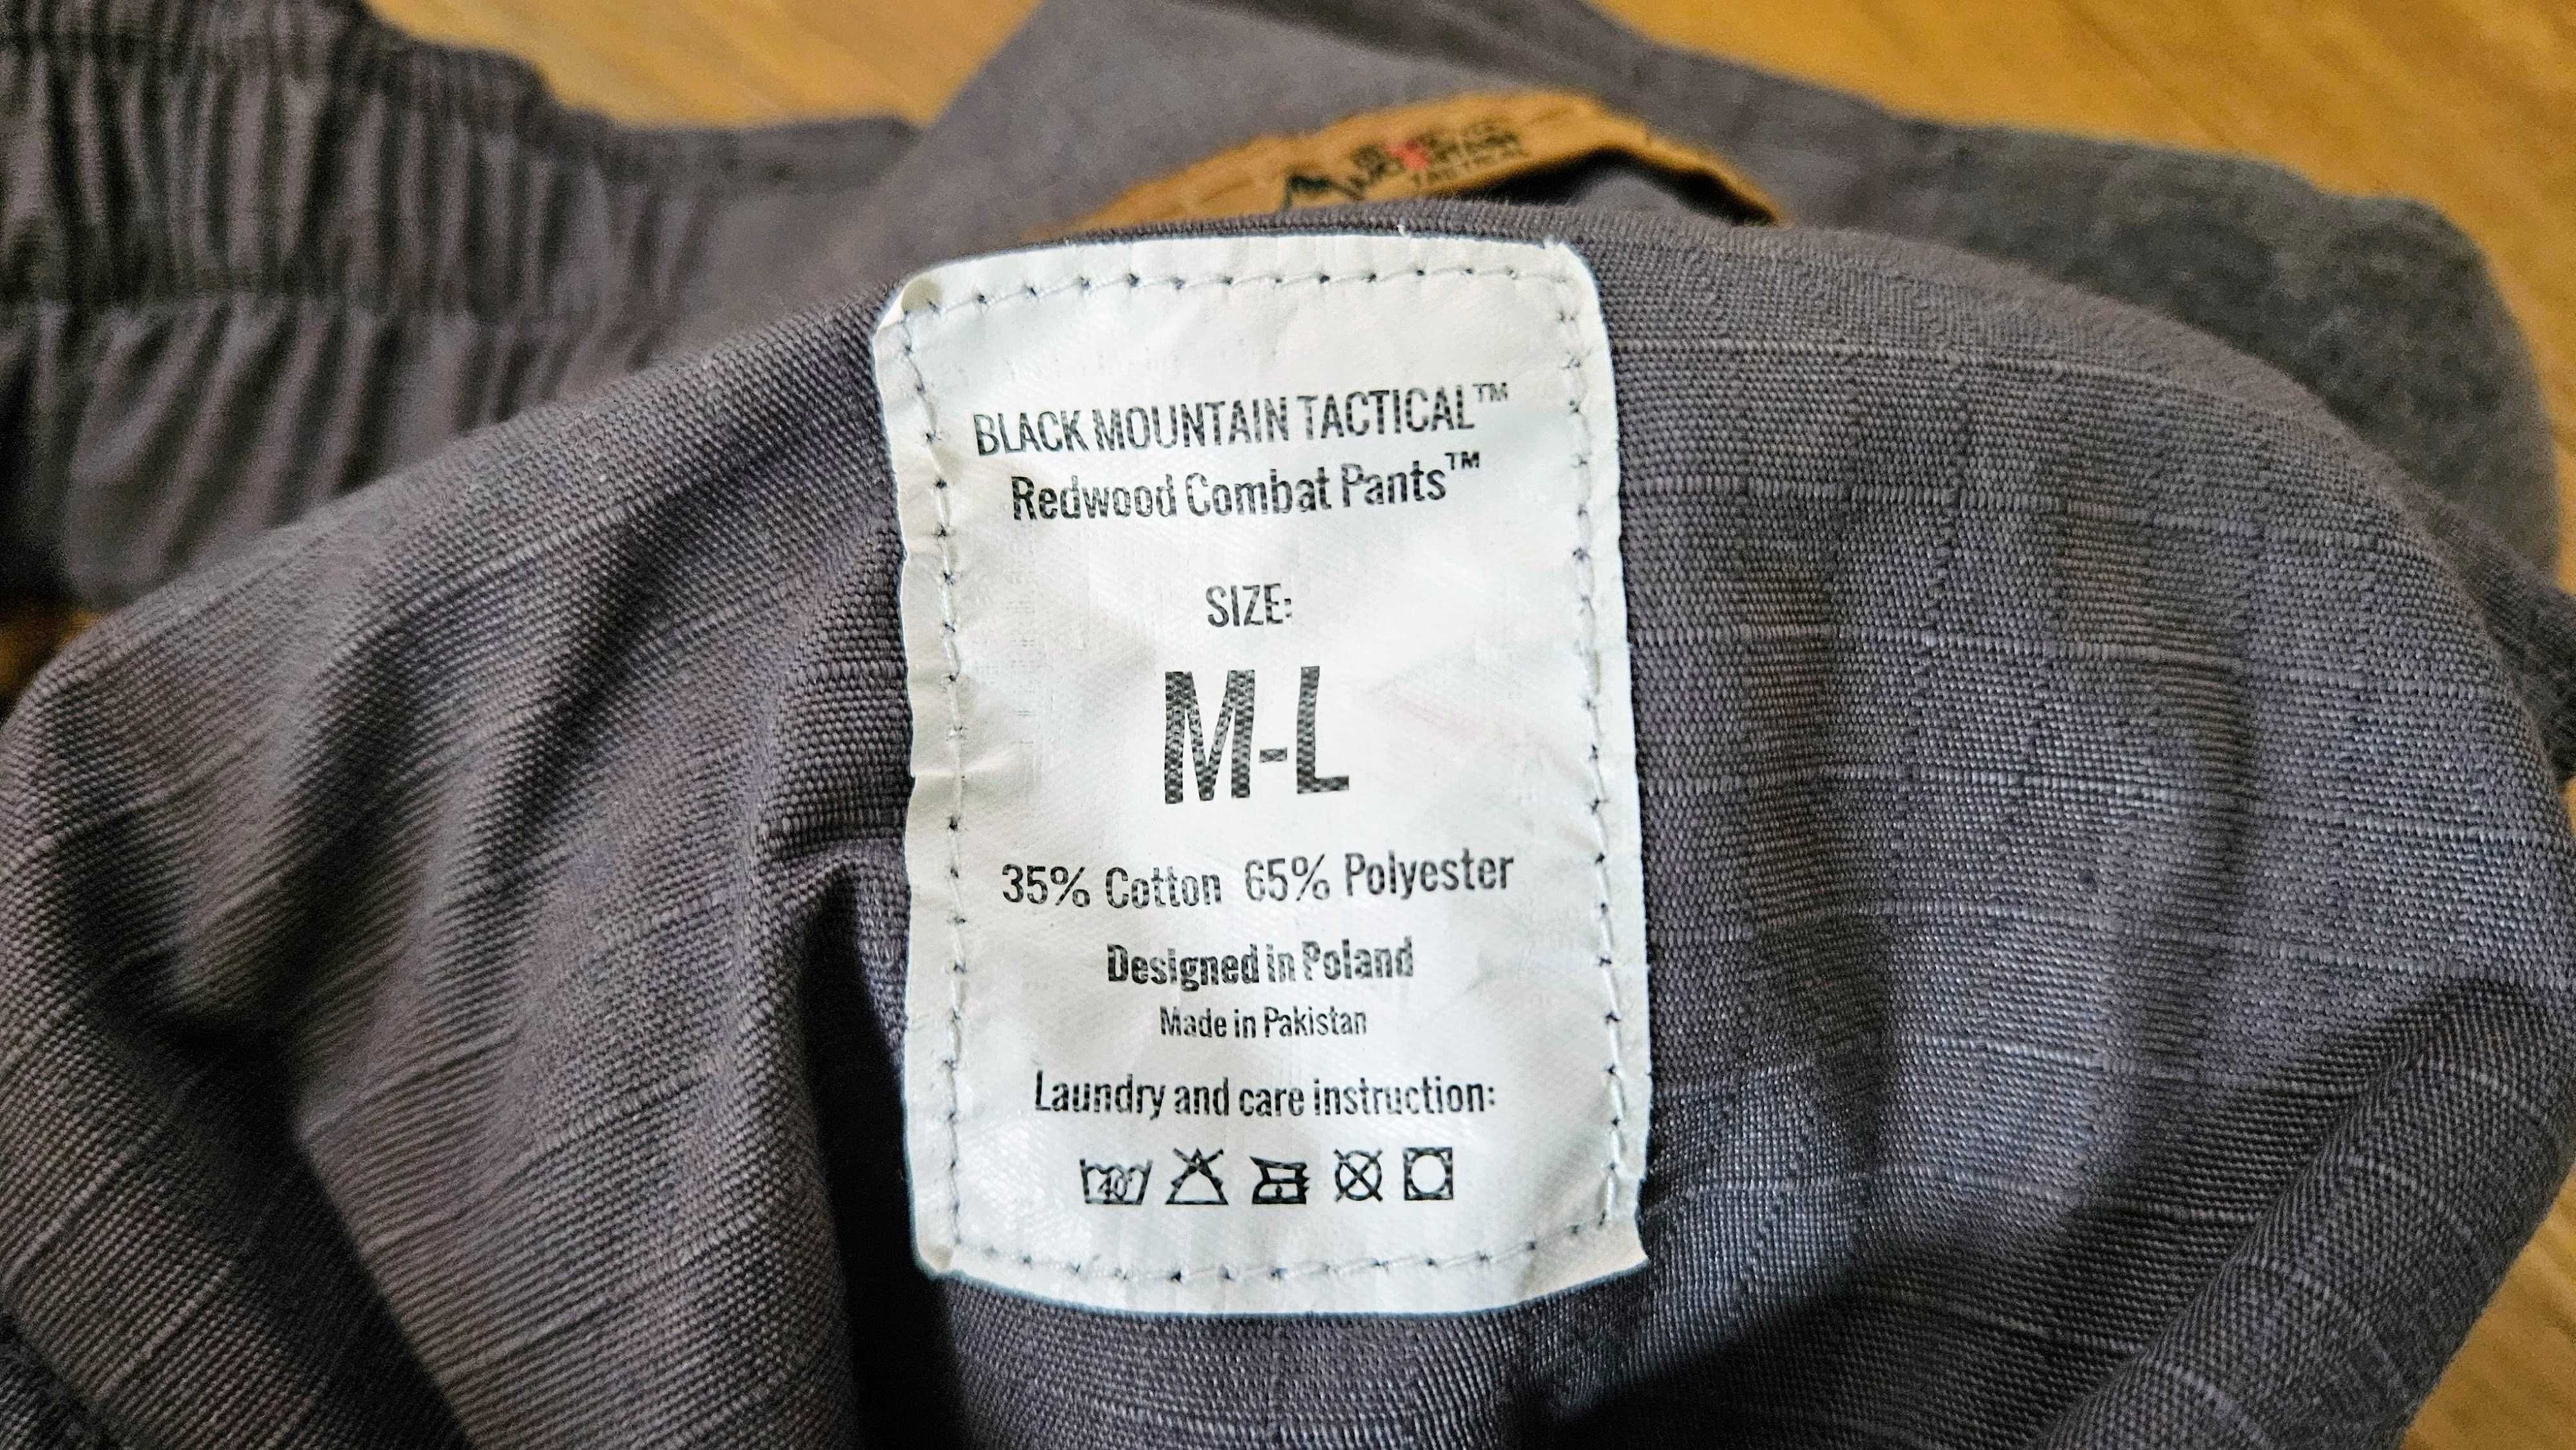 TACTICAL
BLACK MOUNTAIN TACTICAL™
Redwood Combat Pants™
SIZE:
M-L
35% Cotton 65% Polyester
Designed in Poland
Made in Pakistan
Laundry and care instruction:
40°